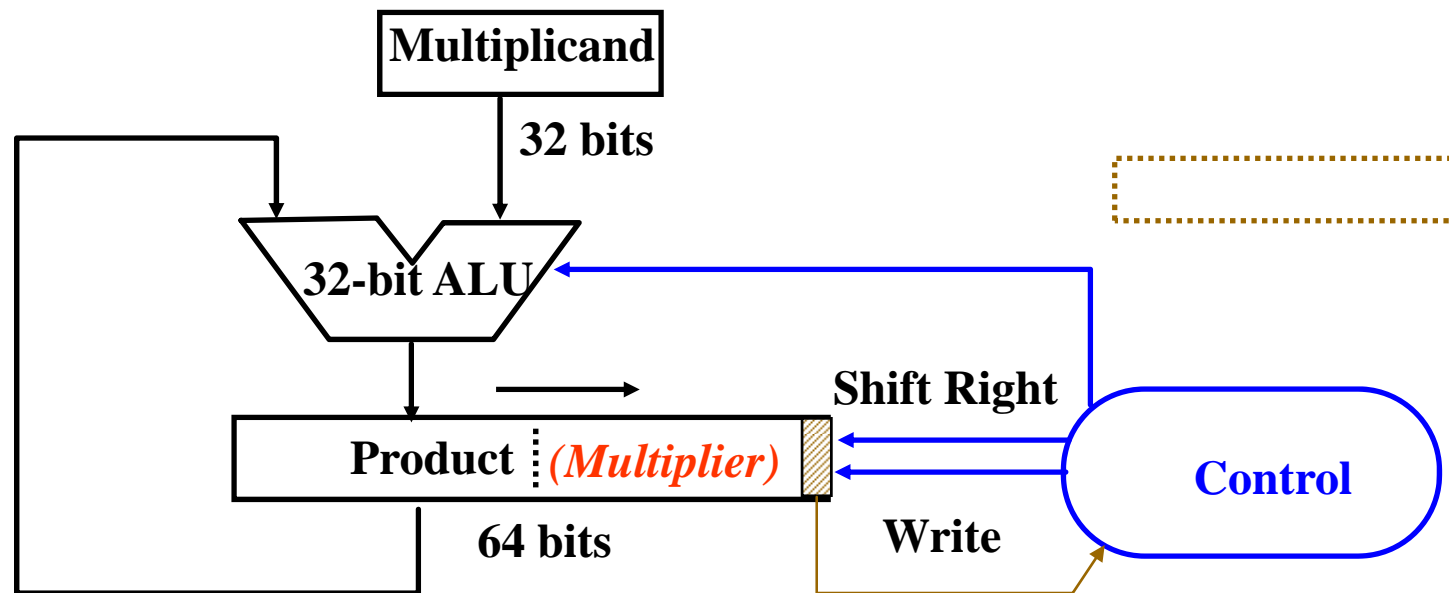 Multiplicand
32 bits
32-bit ALU
Shift Right
Product (Multiplier)
Control
64 bits
Write